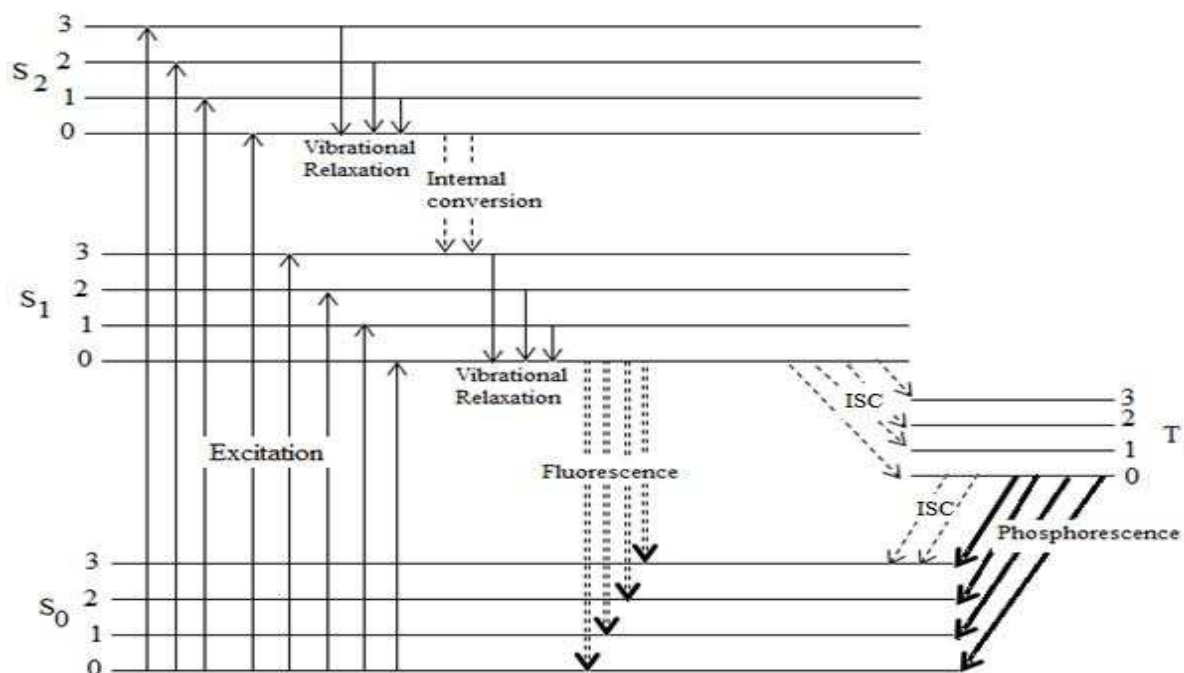 3
2
S2
1
0
Vibrational
Relaxation
Internal
conversion
3
2
S1
1
0
Vibrational
Relaxation
ISC
3
2
T
1
0
Excitation
Fluorescence
ISC
Phosphorescence
3
2
S0
1
0